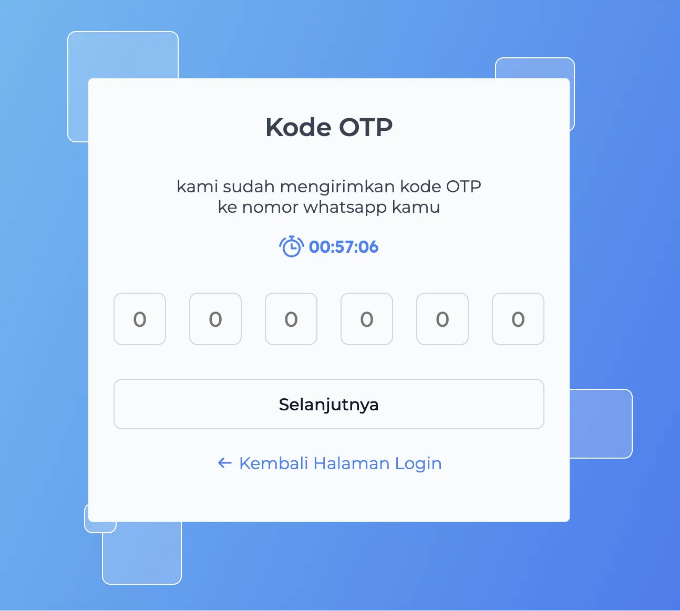 Kode OTP
kami sudah mengirimkan kode OTP
ke nomor whatsapp kamu
00:57:06
0 0 0 0 0 0
Selanjutnya
← Kembali Halaman Login